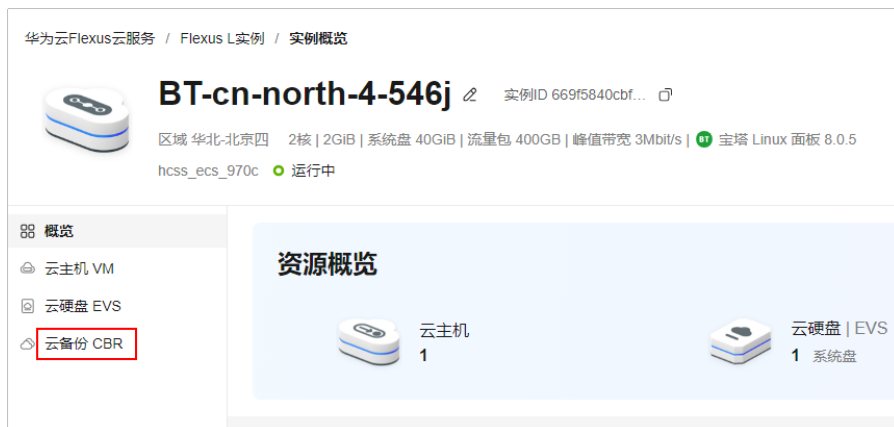 华为云Flexus云服务 / Flexus L实例 / 实例概览
BT-cn-north-4-546j 实例ID 669f5840cbf...
区域 华北-北京四 2核 | 2GiB | 系统盘 40GiB | 流量包 400GB | 峰值带宽 3Mbit/s | BT 宝塔 Linux 面板 8.0.5
hcss_ecs_970c 运行中
概览
云主机 VM
云硬盘 EVS
云备份 CBR
资源概览
云主机
1
云硬盘 | EVS
1 系统盘